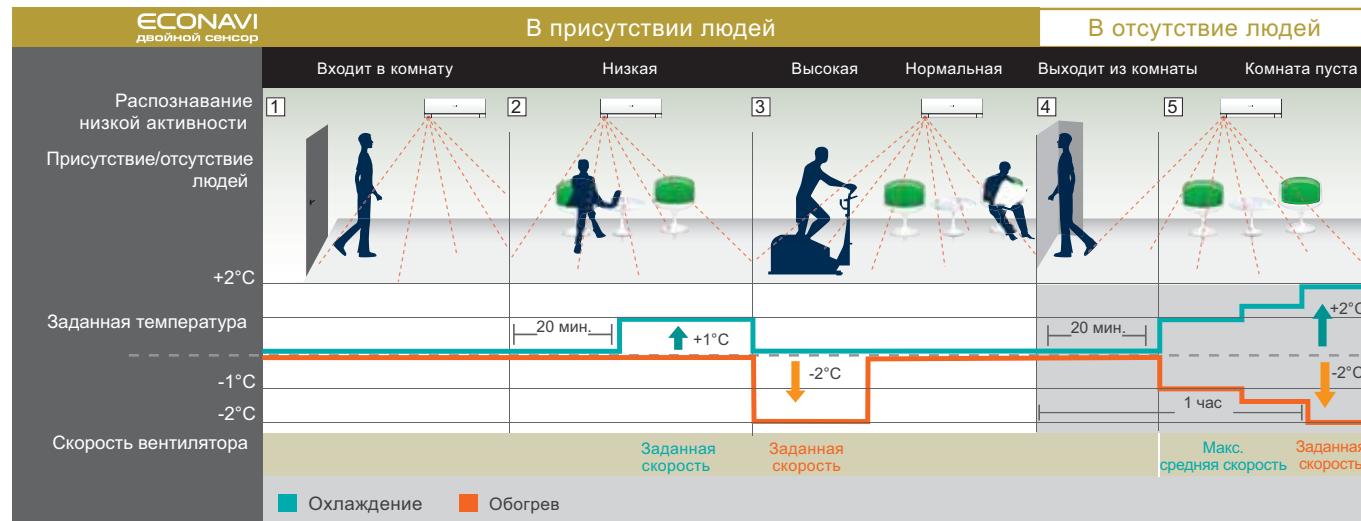 ECONAVI
двойной сенсор
В присутствии людей
В отсутствие людей
Входит в комнату
Низкая
Высокая
Нормальная
Выходит из комнаты
Комната пуста
Распознавание
низкой активности
Присутствие/отсутствие
людей
1
2
3
4
5
+2°C
Заданная температура
20 мин.
+1°C
-2°C
20 мин.
+2°C
-2°C
1 час
-1°C
-2°C
Скорость вентилятора
Заданная
скорость
Заданная
скорость
Макс.
средняя скорость
Заданная
скорость
Охлаждение
Обогрев